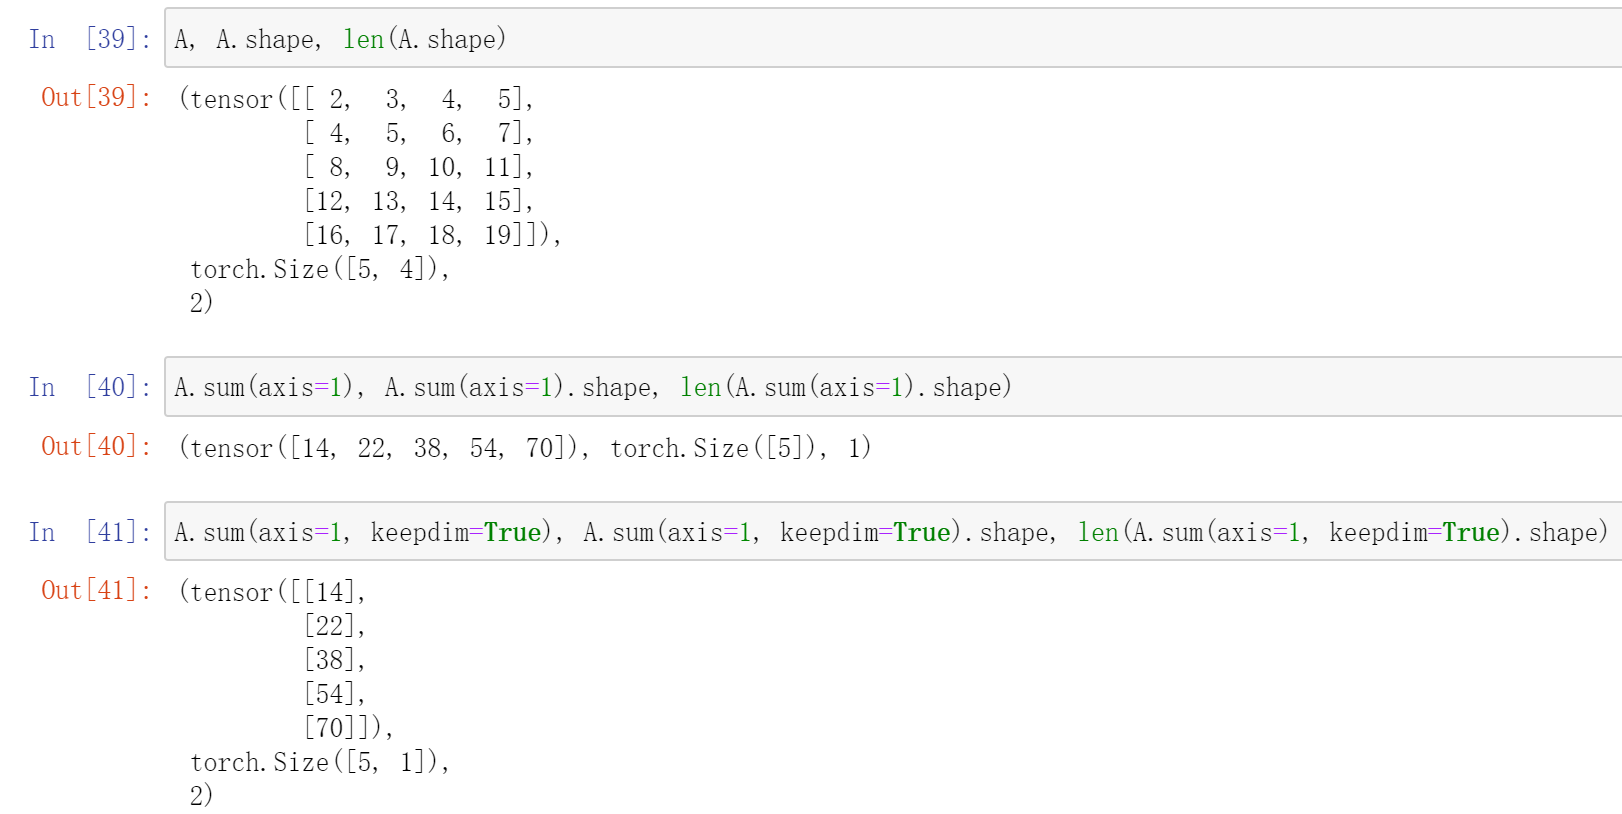 In [39]: A, A.shape, len(A.shape)
Out[39]: (tensor([[ 2, 3, 4, 5],
[ 4, 5, 6, 7],
[ 8, 9, 10, 11],
[12, 13, 14, 15],
[16, 17, 18, 19]]),
torch.Size([5, 4]),
2)
In [40]: A.sum(axis=1), A.sum(axis=1).shape, len(A.sum(axis=1).shape)
Out[40]: (tensor([14, 22, 38, 54, 70]), torch.Size([5]), 1)
In [41]: A.sum(axis=1, keepdim=True), A.sum(axis=1, keepdim=True).shape, len(A.sum(axis=1, keepdim=True).shape)
Out[41]: (tensor([[14],
[22],
[38],
[54],
[70]]),
torch.Size([5, 1]),
2)